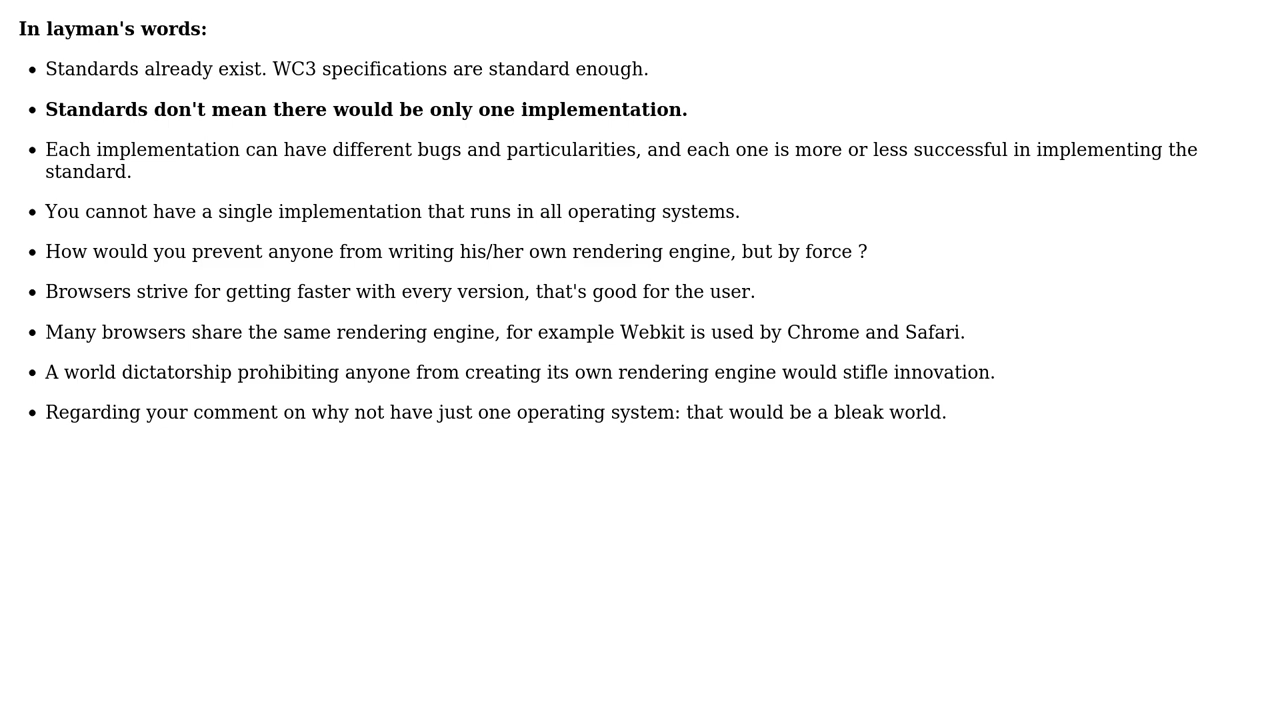 In layman's words:
Standards already exist. WC3 specifications are standard enough.
Standards don't mean there would be only one implementation.
Each implementation can have different bugs and particularities, and each one is more or less successful in implementing the
standard.
You cannot have a single implementation that runs in all operating systems.
How would you prevent anyone from writing his/her own rendering engine, but by force ?
Browsers strive for getting faster with every version, that's good for the user.
Many browsers share the same rendering engine, for example Webkit is used by Chrome and Safari.
A world dictatorship prohibiting anyone from creating its own rendering engine would stifle innovation.
Regarding your comment on why not have just one operating system: that would be a bleak world.